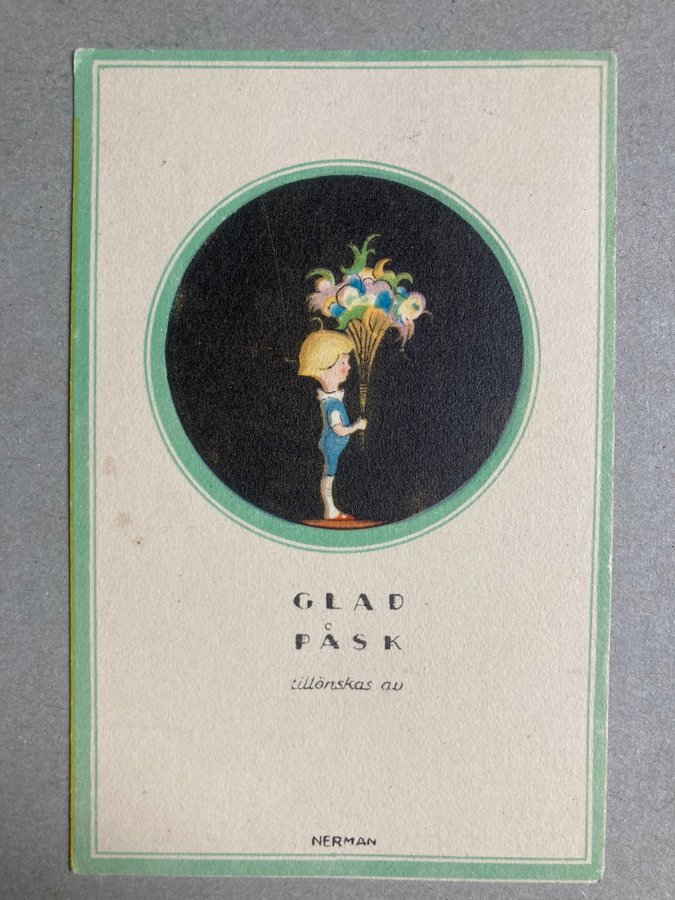 GLAD
PÅSK
tillönskas av
NERMAN